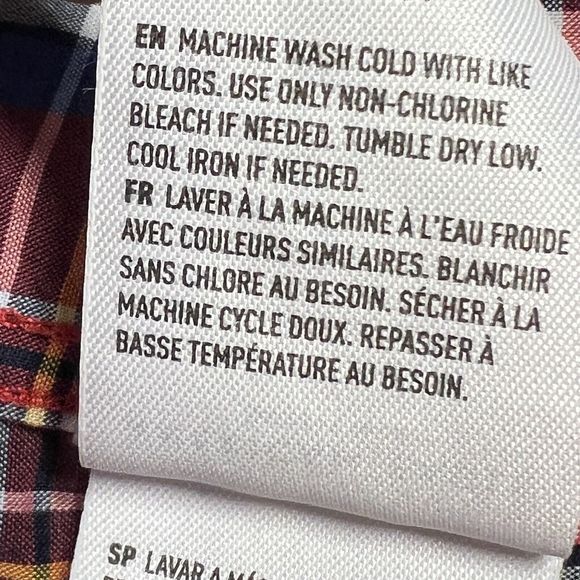 EN MACHINE WASH COLD WITH LIKE
COLORS. USE ONLY NON-CHLORINE
BLEACH IF NEEDED. TUMBLE DRY LOW.
COOL IRON IF NEEDED.
FR LAVER À LA MACHINE À L'EAU FROIDE
AVEC COULEURS SIMILAIRES. BLANCHIR
SANS CHLORE AU BESOIN. SÉCHER À LA
MACHINE CYCLE DOUX. REPASSER À
BASSE TEMPÉRATURE AU BESOIN.
SP LAVAR A